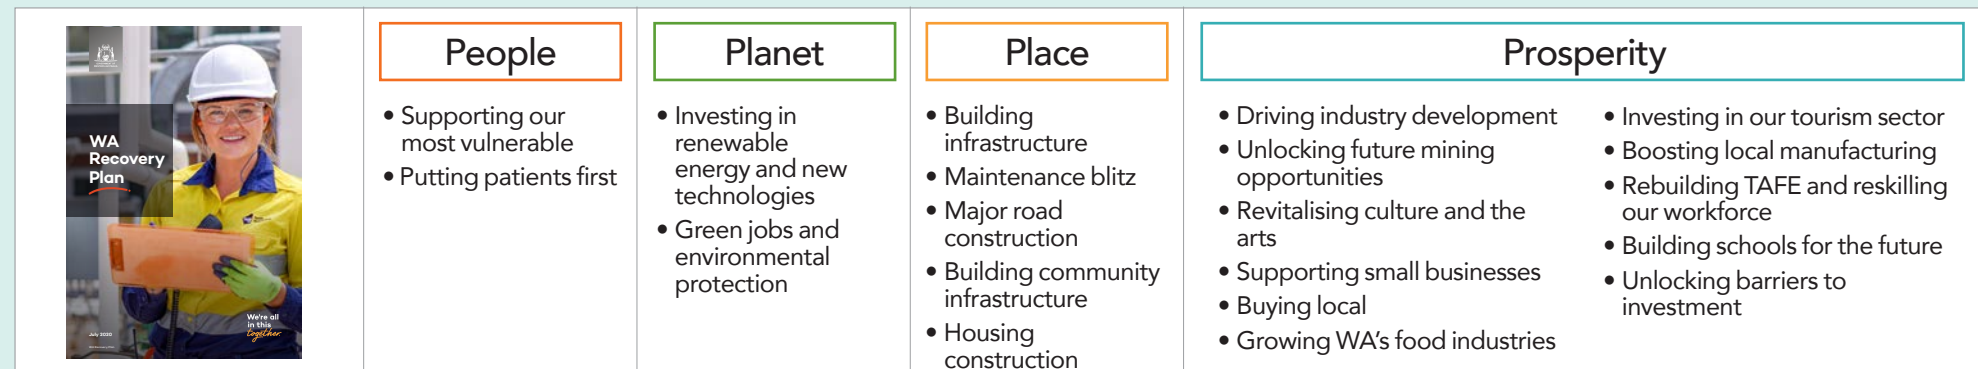 WA
Recovery
Plan
We're all
in this
together.
July 2020
People
• Supporting our
most vulnerable
• Putting patients first
Planet
• Investing in
renewable
energy and new
technologies
• Green jobs and
environmental
protection
Place
• Building
infrastructure
• Maintenance blitz
• Major road
construction
• Building community
infrastructure
• Housing
construction
Prosperity
• Driving industry development
• Unlocking future mining
opportunities
• Revitalising culture and the
arts
• Supporting small businesses
• Buying local
• Growing WA's food industries
• Investing in our tourism sector
• Boosting local manufacturing
• Rebuilding TAFE and reskilling
our workforce
• Building schools for the future
• Unlocking barriers to
investment